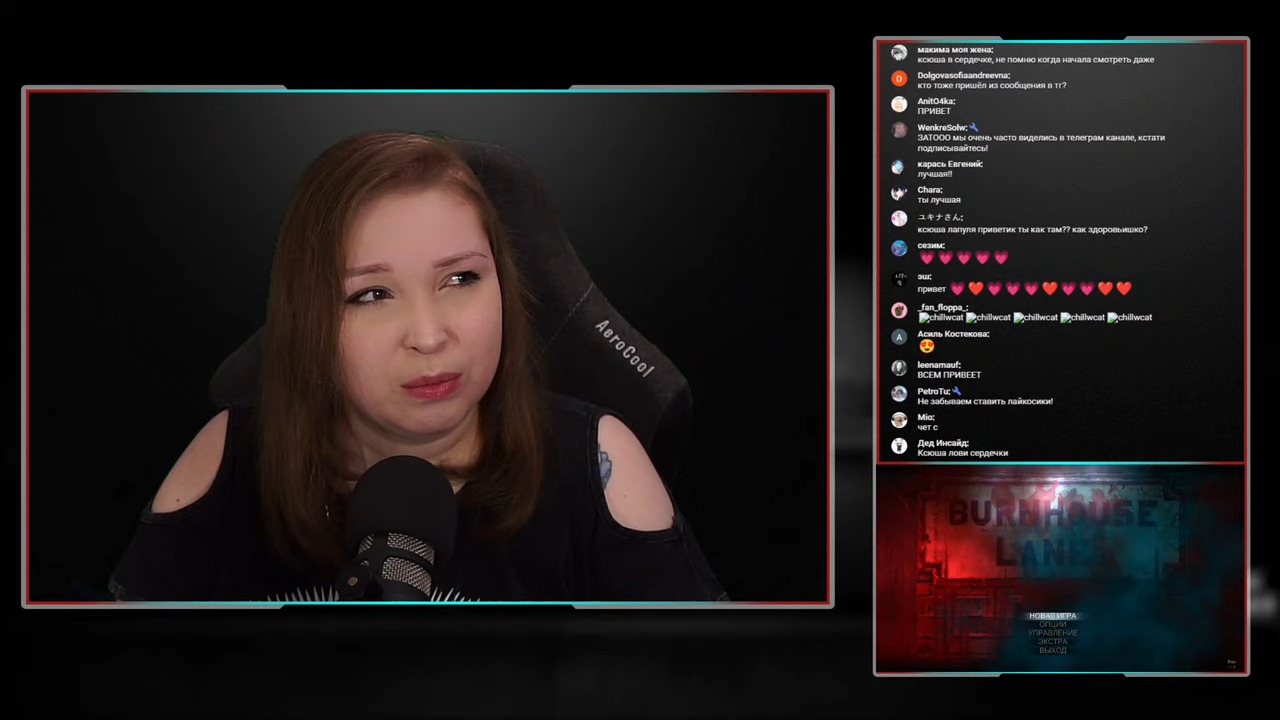 AeroCool
макима моя жена:
ксюша в сердечке, не помню когда начала смотреть даже
Dolgovasofiaandreevna:
D
кто тоже пришёл из сообщения в тг?
AnitO4ka:
ПРИВЕТ
WenkreSolw:
ЗАТООО мы очень часто виделись в телеграм канале, кстати
подписывайтесь!
карась Евгений:
лучшая!!
Chara:
ты лучшая
ユキナさん:
ксюша лапуля приветик ты как там?? как здоровьишко?
сезим:
эш:
привет
_fan_floppa_:
chillwcat chillwcat chillwcat chillwcat chillwcat
Асиль Костекова:
A
leenamauf:
ВСЕМ ПРИВЕЕТ
PetroTu:
Не забываем ставить лайкосики!
Mio:
чет с
Дед Инсайд:
Ксюша лови сердечки
BURNHOUSE
LANE
НОВАЯ ИГРА
ОПЦИИ
УПРАВЛЕНИЕ
ЭКСТРА
ВЫХОД